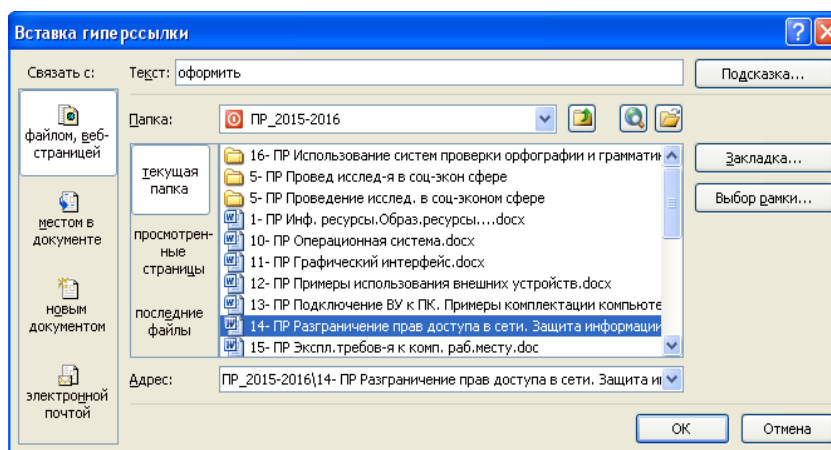 Вставка гиперссылки
Связать с:
Текст: оформить
Подсказка...
файлом, веб-
страницей
Папка:
ПР_2015-2016
текущая
папка
16- ПР Использование систем проверки орфографии и грамматик
5- ПР Провед исслед-я в соц-экон сфере
5- ПР Проведение исслед. в соц-эконом сфере
1- ПР Инф. ресурсы.Образ.ресурсы....docx
10- ПР Операционная система.docx
11- ПР Графический интерфейс.docx
12- ПР Примеры использования внешних устройств.docx
13- ПР Подключение ВУ к ПК. Примеры комплектации компьюте
14- ПР Разграничение прав доступа в сети. Защита информации
15- ПР Экспл.требов-я к комп. раб.месту.doc
Закладка...
Выбор рамки...
местом в
документе
просмотрен-
ные
страницы
новым
документом
последние
файлы
электронной
почтой
Адрес:
ПР_2015-2016\14- ПР Разграничение прав доступа в сети. Защита и
ОК
Отмена